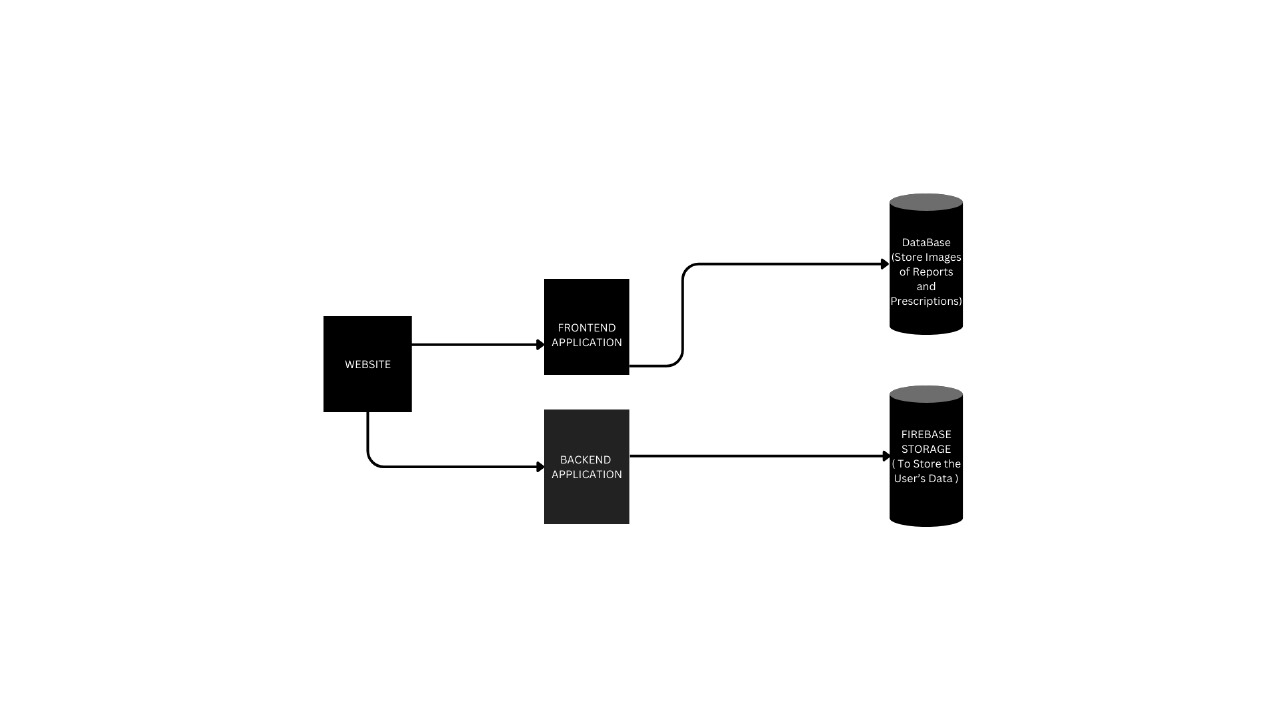 WEBSITE
FRONTEND
APPLICATION
BACKEND
APPLICATION
DataBase
(Store Images
of Reports
and
Prescriptions)
FIREBASE
STORAGE
( To Store the
User's Data )